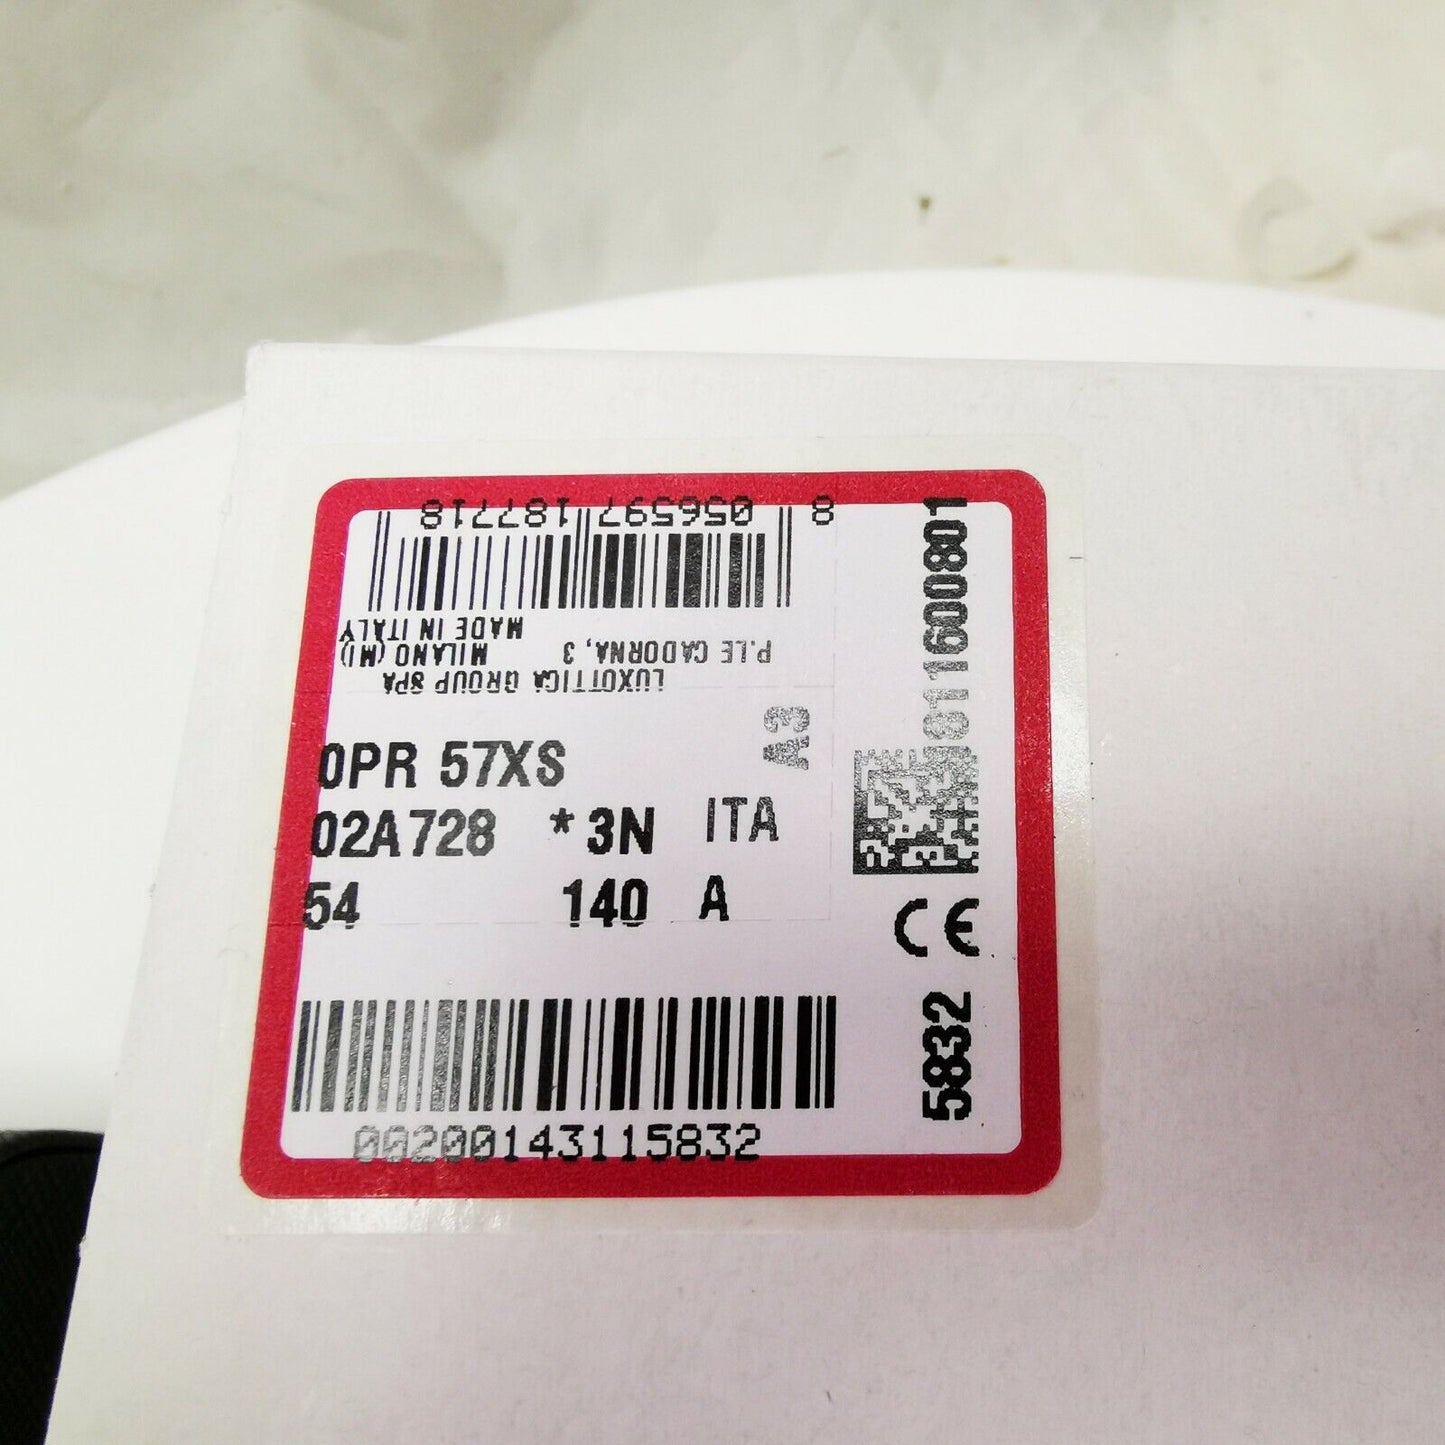 8 056597 187718
LUXOTTICA GROUP SPA
P.LE CADORNA, 3 MILANO (MI)
MADE IN ITALY
A3
0PR 57XS
02A728 * 3N ITA
54 140 A
00200143115832
811600801
CE
5832